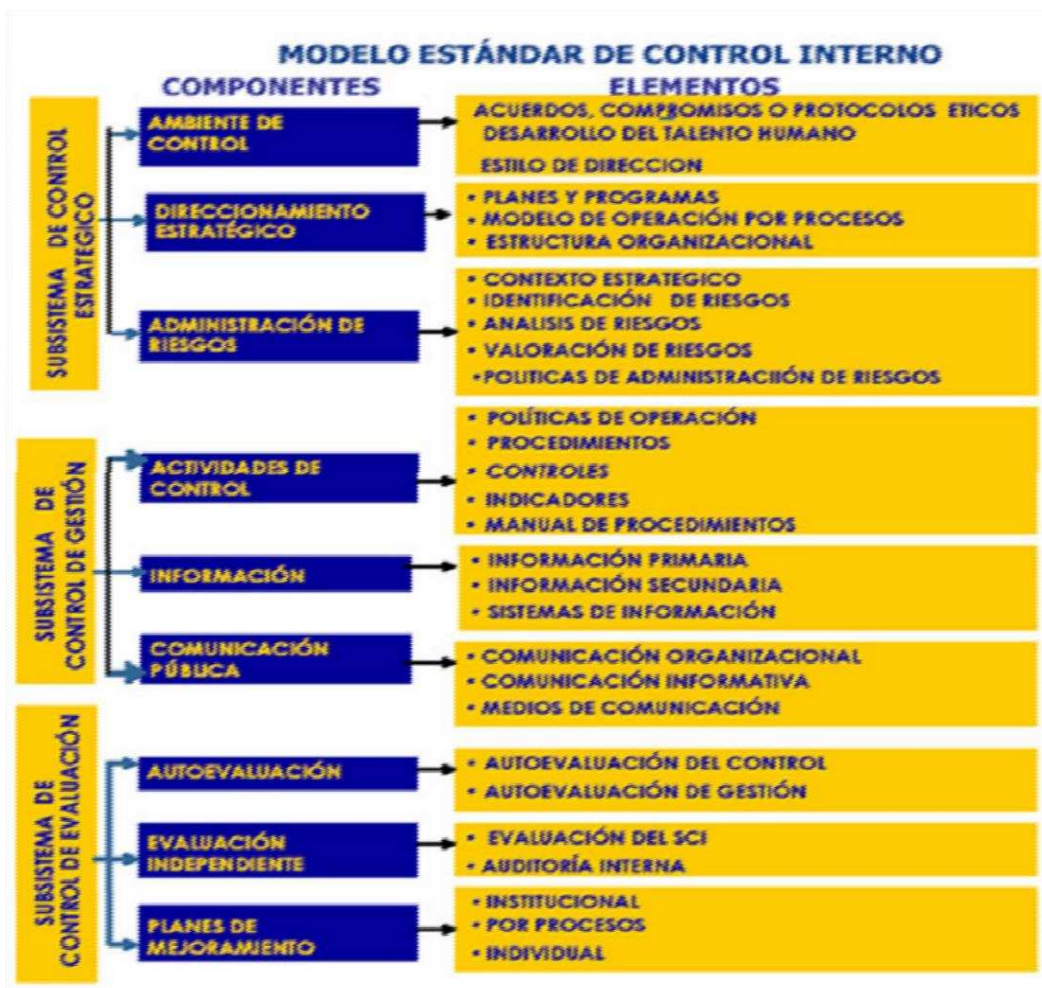 MODELO ESTÁNDAR DE CONTROL INTERNO
COMPONENTES
ELEMENTOS
SUBSISTEMA DE CONTROL
ESTRATEGICO
AMBIENTE DE
CONTROL
ACUERDOS, COMPROMISOS O PROTOCOLOS ETICOS
DESARROLLO DEL TALENTO HUMANO
ESTILO DE DIRECCION
DIRECCIONAMIENTO
ESTRATÉGICO
• PLANES Y PROGRAMAS
• MODELO DE OPERACIÓN POR PROCESOS
• ESTRUCTURA ORGANIZACIONAL
ADMINISTRACIÓN DE
RIESGOS
• CONTEXTO ESTRATEGICO
• IDENTIFICACIÓN DE RIESGOS
• ANALISIS DE RIESGOS
• VALORACIÓN DE RIESGOS
•POLITICAS DE ADMINISTRACIIÓN DE RIESGOS
SUBSISTEMA DE
CONTROL DE GESTIÓN
ACTIVIDADES DE
CONTROL
• POLÍTICAS DE OPERACIÓN
• PROCEDIMIENTOS
• CONTROLES
• INDICADORES
• MANUAL DE PROCEDIMIENTOS
INFORMACIÓN
• INFORMACIÓN PRIMARIA
• INFORMACIÓN SECUNDARIA
• SISTEMAS DE INFORMACIÓN
COMUNICACIÓN
PÚBLICA
• COMUNICACIÓN ORGANIZACIONAL
• COMUNICACIÓN INFORMATIVA
• MEDIOS DE COMUNICACIÓN
SUBSISTEMA DE
CONTROL DE EVALUACIÓN
AUTOEVALUACIÓN
• AUTOEVALUACIÓN DEL CONTROL
• AUTOEVALUACIÓN DE GESTIÓN
EVALUACIÓN
INDEPENDIENTE
• EVALUACIÓN DEL SCI
• AUDITORÍA INTERNA
PLANES DE
MEJORAMIENTO
• INSTITUCIONAL
• POR PROCESOS
• INDIVIDUAL